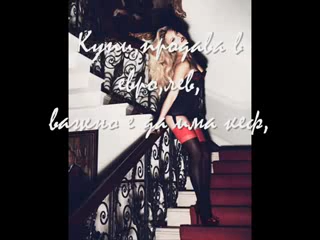 Купи,продава в
евро,лев,
важно е да има кеф,